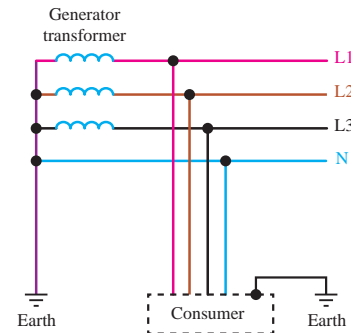 Generator
transformer
L1
L2
L3
N
Consumer
Earth
Earth